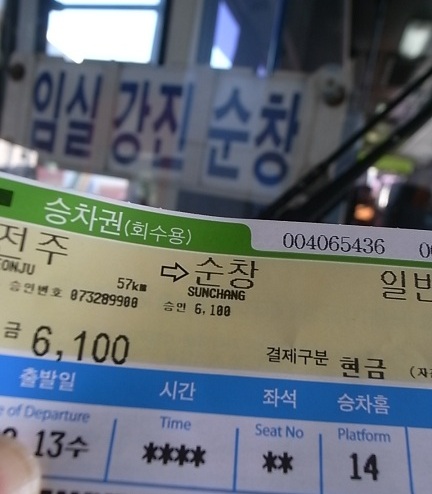 임실 강진 순창
승차권(회수용) 004065436
전주 ⇨ 순창 일반
ONJU 57km SUNCHANG
승인번호 073289900 승인 6,100
금 6,100 결제구분 현금
출발일 시간 좌석 승차홈
e of Departure Time Seat No Platform
13수 **** ** 14